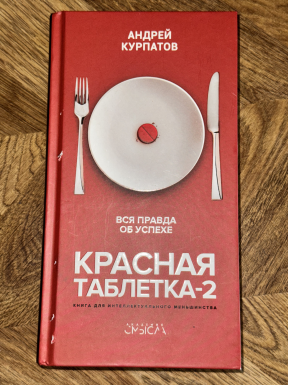 АНДРЕЙ
КУРПАТОВ
ВСЯ ПРАВДА
ОБ УСПЕХЕ
КРАСНАЯ
ТАБЛЕТКА-2
КНИГА ДЛЯ ИНТЕЛЛЕКТУАЛЬНОГО МЕНЬШИНСТВА